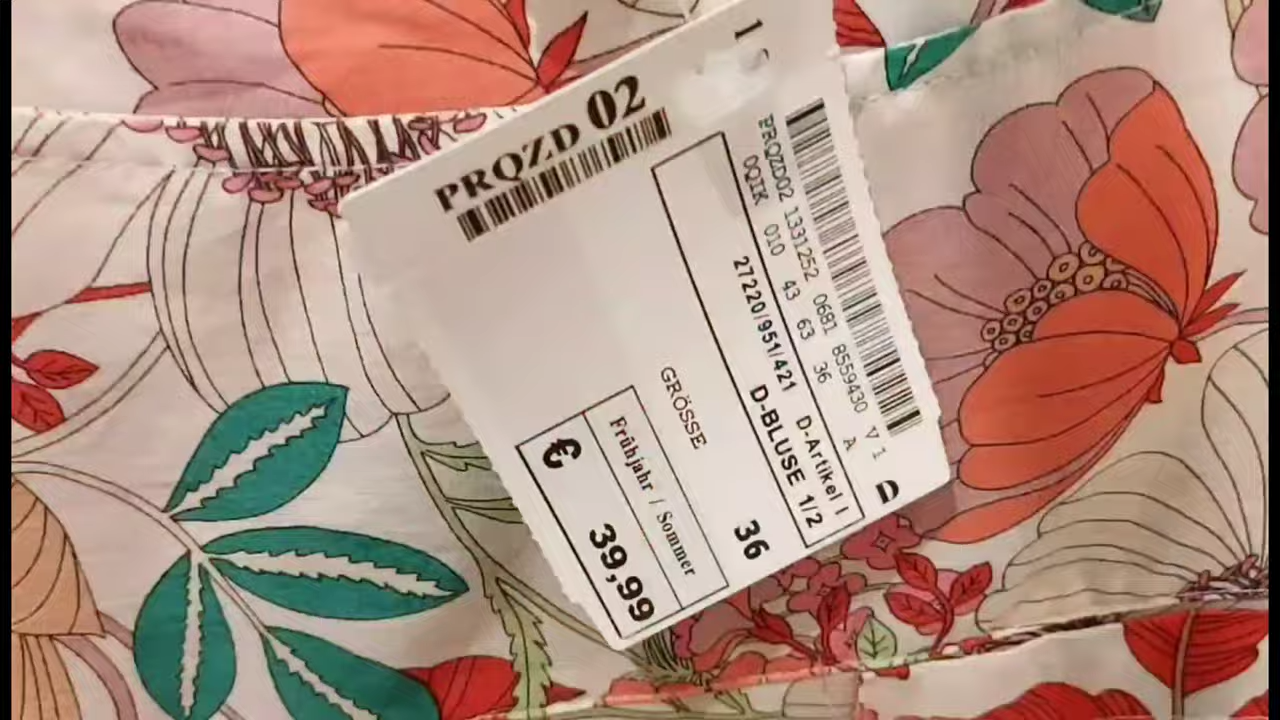 PRQZD 02
PRQZD02 1331252 0681 8559430 V 1
0QIK 010 43 63 36 A
D-Artikel
27220/951/421 D-BLUSE 1/2
GRÖSSE 36
Frühjahr / Sommer
€ 39,99